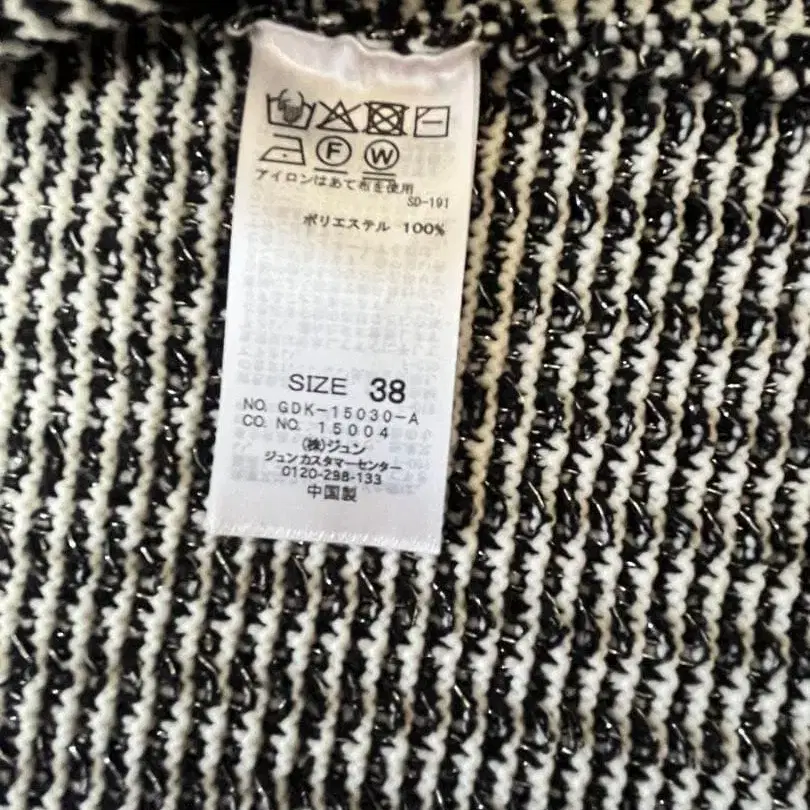 F W
アイロンはあて布を使用
SD-191
ポリエステル 100%
SIZE 38
NO. GDK-15030-A
CO. NO. 15004
(株)ジュン
ジュンカスタマーセンター
0120-298-133
中国製